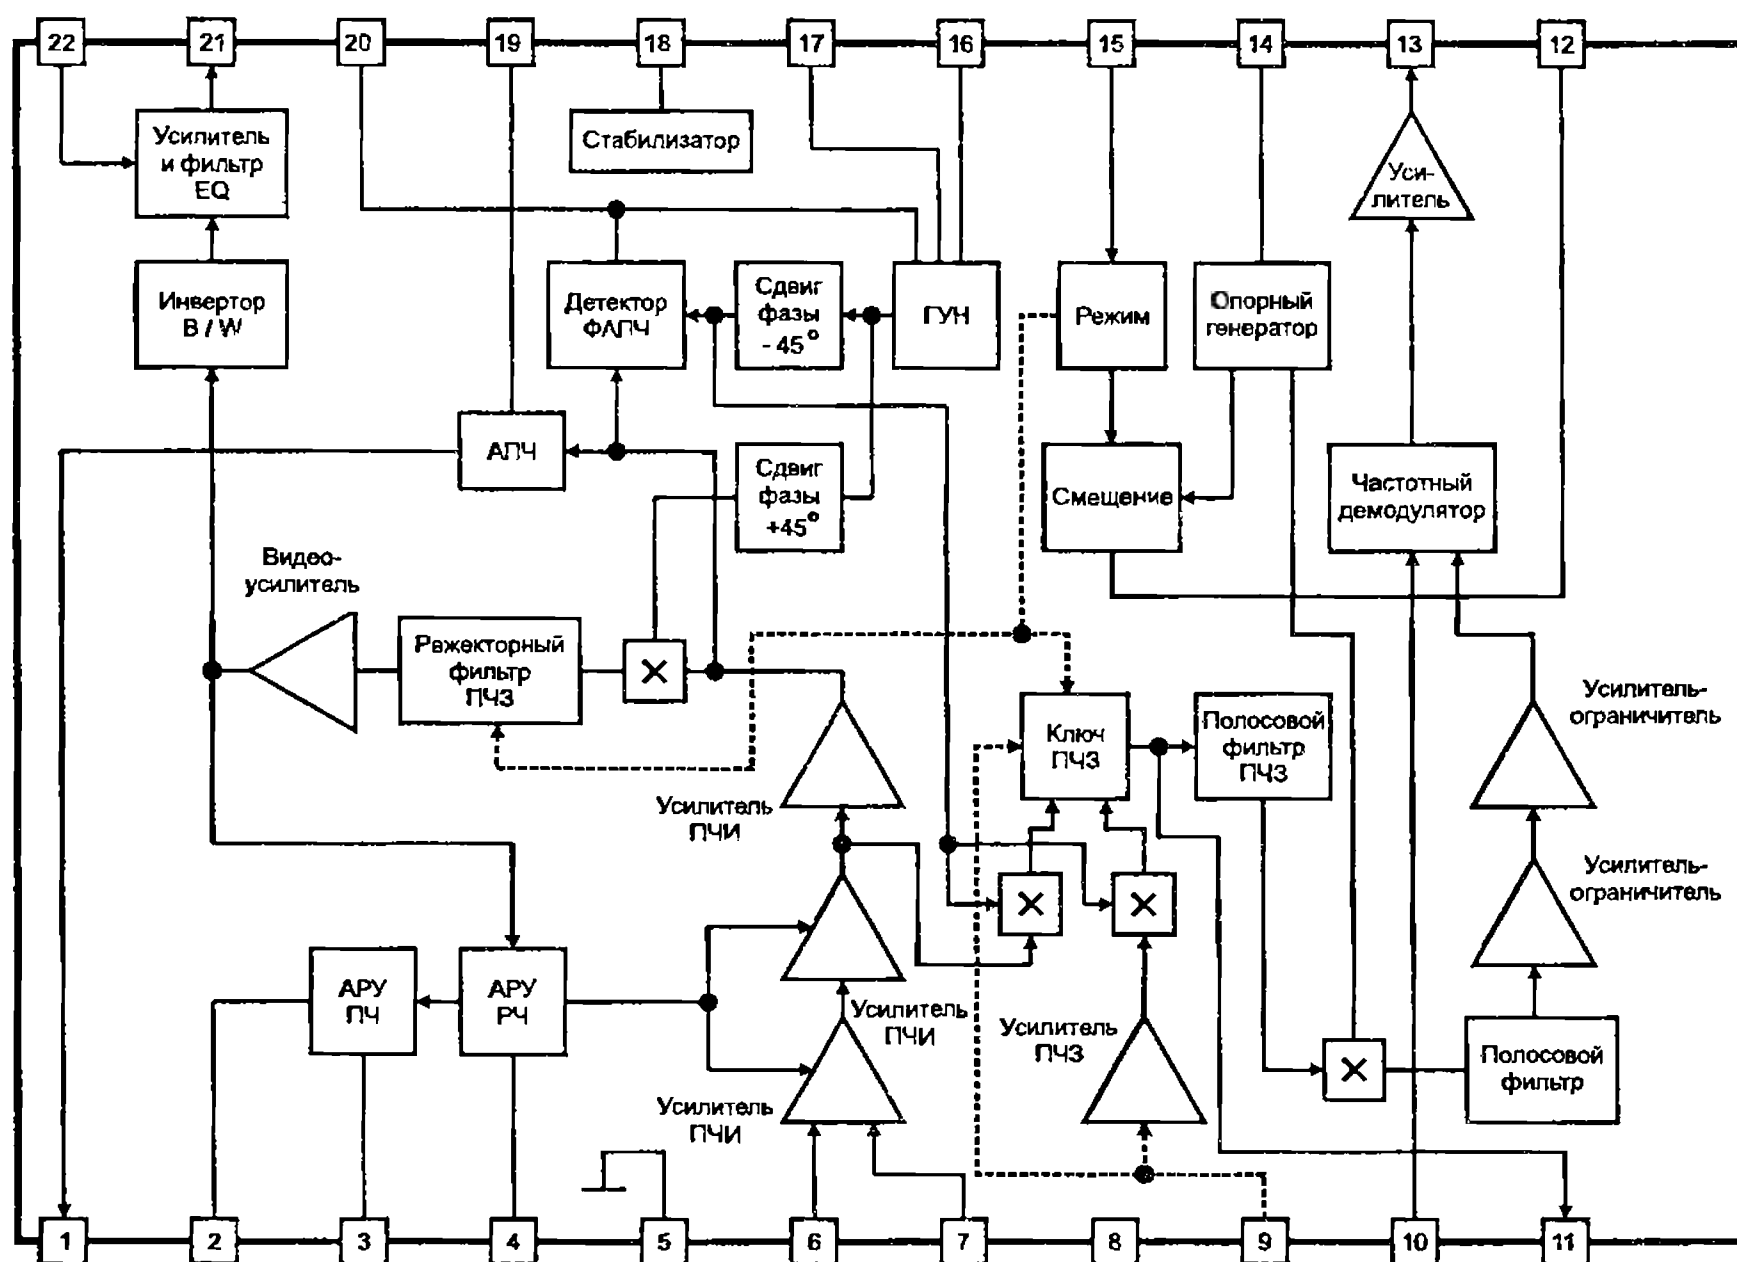 22 21 20 19 18 17 16 15 14 13 12
Усилитель
и фильтр
EQ
Стабилизатор
Уси-
литель
Инвертор
B / W
Детектор
ФАПЧ
Сдвиг
фазы
- 45°
ГУН
Режим
Опорный
генератор
АПЧ
Сдвиг
фазы
+45°
Смещение
Частотный
демодулятор
Видео-
усилитель
Режекторный
фильтр
ПЧЗ
×
Ключ
ПЧЗ
Полосовой
фильтр
ПЧЗ
Усилитель-
ограничитель
Усилитель
ПЧИ
Усилитель-
ограничитель
×
×
АРУ
ПЧ
АРУ
РЧ
Усилитель
ПЧИ
Усилитель
ПЧЗ
×
Полосовой
фильтр
Усилитель
ПЧИ
1 2 3 4 5 6 7 8 9 10 11